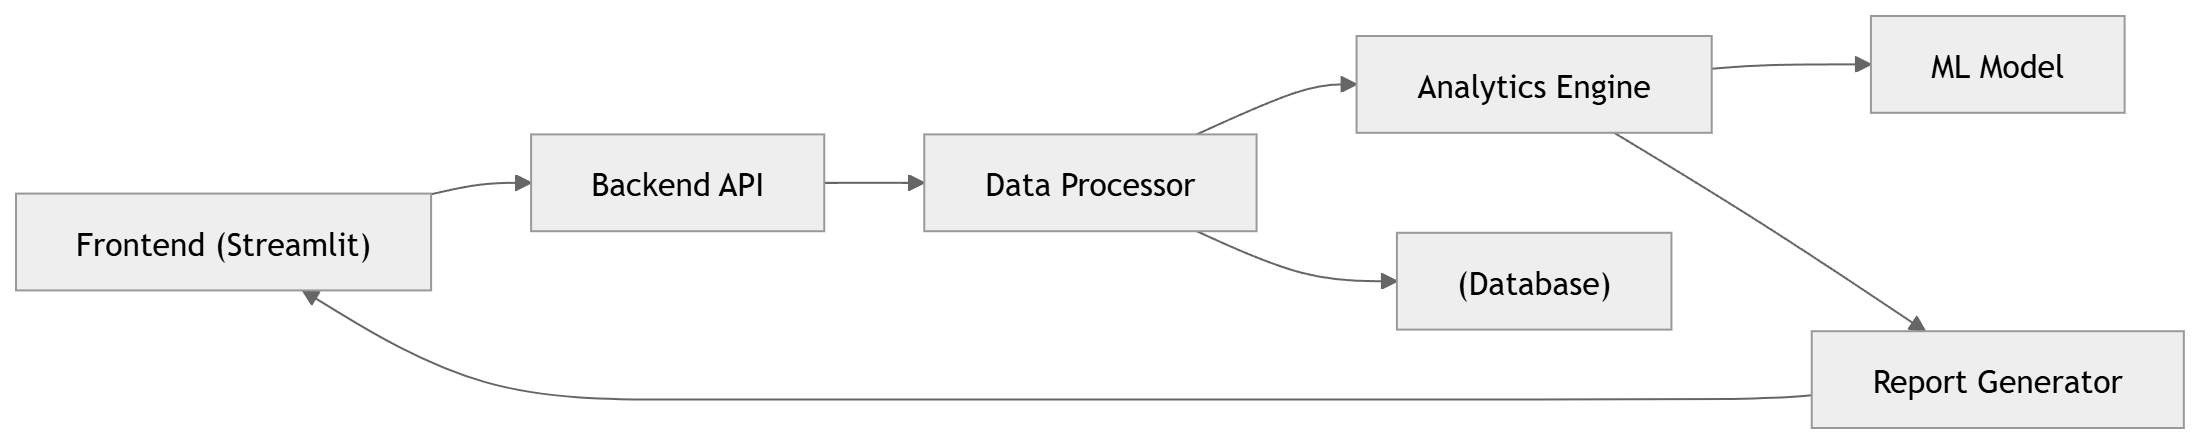 Frontend (Streamlit)
Backend API
Data Processor
Analytics Engine
(Database)
ML Model
Report Generator